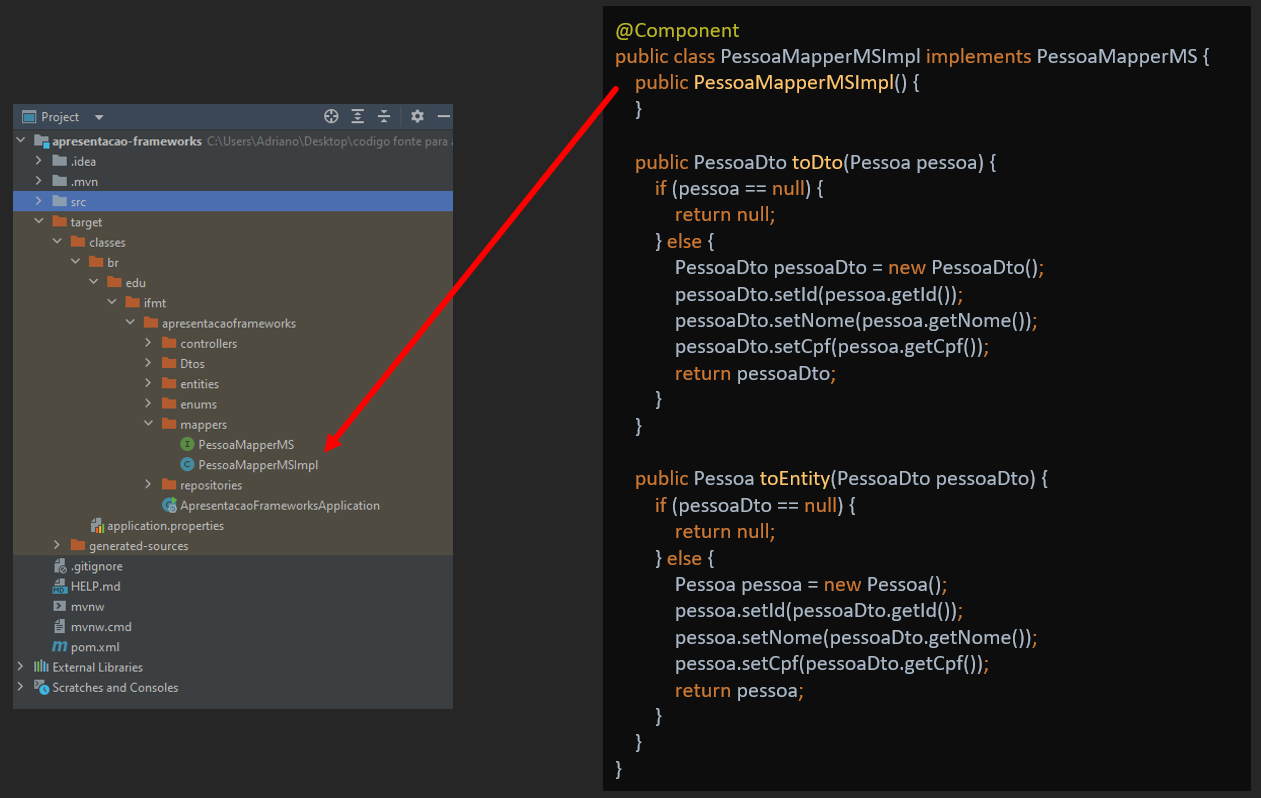 Project
apresentacao-frameworks C:\Users\Adriano\Desktop\codigo fonte para
.idea
.mvn
src
target
classes
br
edu
ifmt
apresentacaoframeworks
controllers
Dtos
entities
enums
mappers
PessoaMapperMS
PessoaMapperMSImpl
repositories
ApresentacaoFrameworksApplication
application.properties
generated-sources
.gitignore
HELP.md
mvnw
mvnw.cmd
pom.xml
External Libraries
Scratches and Consoles
@Component
public class PessoaMapperMSImpl implements PessoaMapperMS {
public PessoaMapperMSImpl() {
}
public PessoaDto toDto(Pessoa pessoa) {
if (pessoa == null) {
return null;
} else {
PessoaDto pessoaDto = new PessoaDto();
pessoaDto.setId(pessoa.getId());
pessoaDto.setNome(pessoa.getNome());
pessoaDto.setCpf(pessoa.getCpf());
return pessoaDto;
}
}
public Pessoa toEntity(PessoaDto pessoaDto) {
if (pessoaDto == null) {
return null;
} else {
Pessoa pessoa = new Pessoa();
pessoa.setId(pessoaDto.getId());
pessoa.setNome(pessoaDto.getNome());
pessoa.setCpf(pessoaDto.getCpf());
return pessoa;
}
}
}